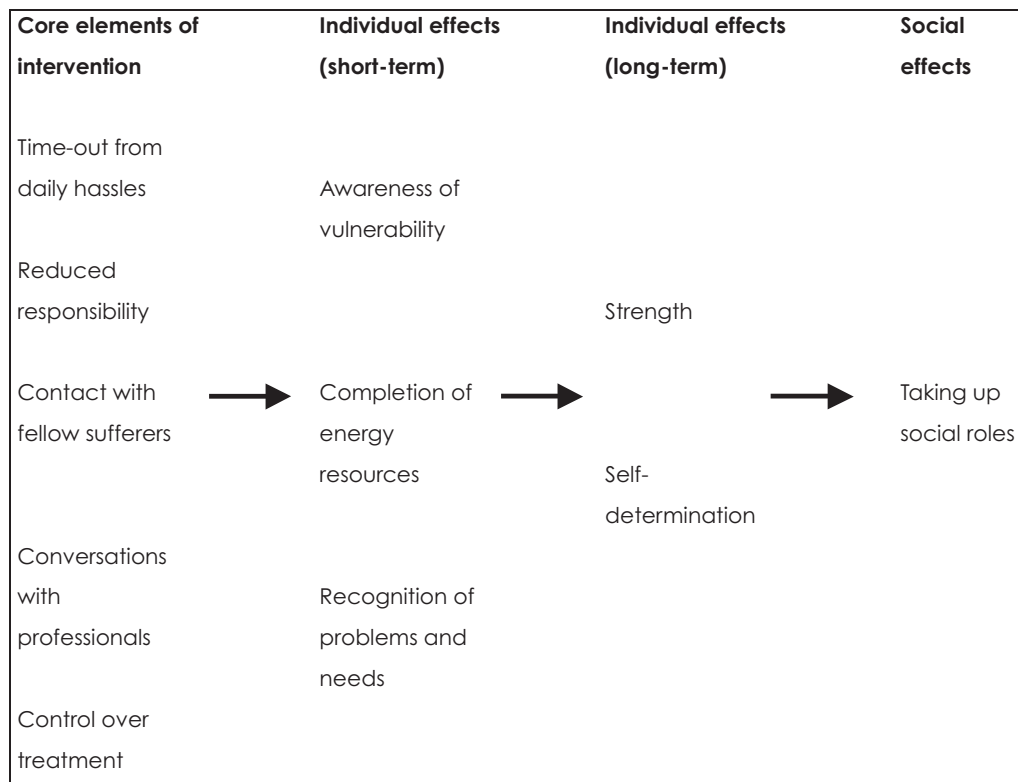 Core elements of
intervention
Individual effects
(short-term)
Individual effects
(long-term)
Social
effects
Time-out from
daily hassles
Reduced
responsibility
Contact with
fellow sufferers
Conversations
with
professionals
Control over
treatment
Awareness of
vulnerability
Completion of
energy
resources
Recognition of
problems and
needs
Strength
Self-
determination
Taking up
social roles